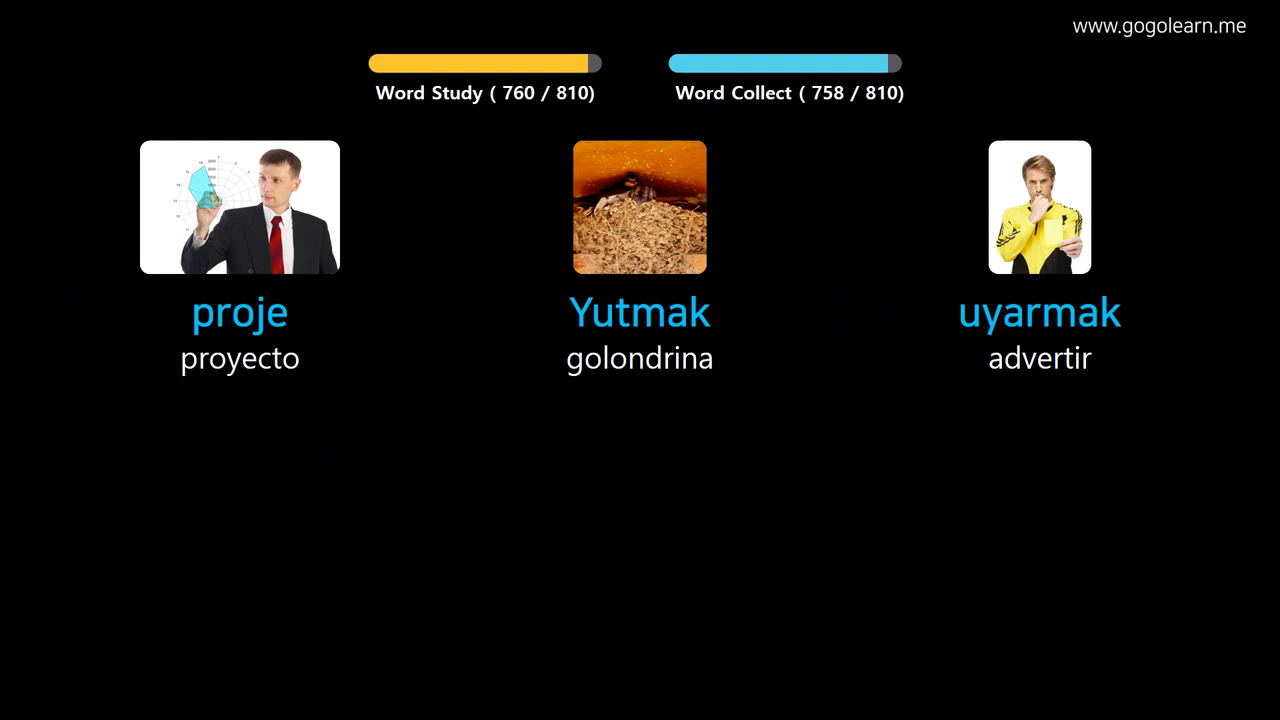 www.gogolearn.me
Word Study ( 760 / 810)
Word Collect ( 758 / 810)
proje
proyecto
Yutmak
golondrina
uyarmak
advertir